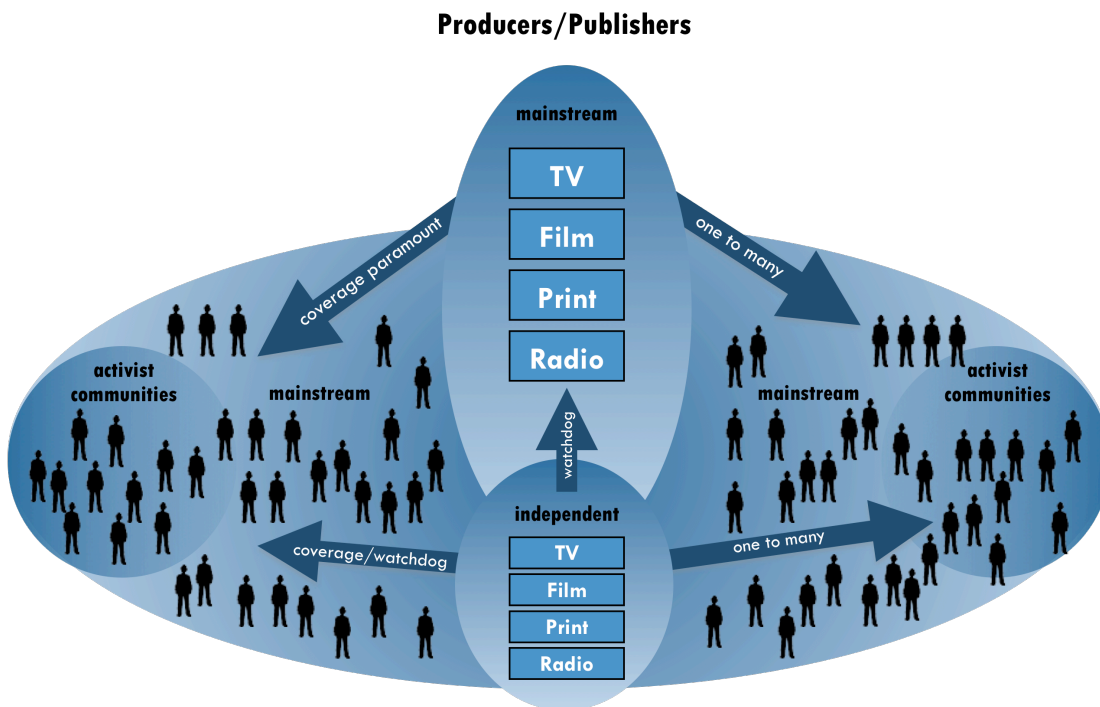 Producers/Publishers
mainstream
TV
Film
Print
Radio
coverage paramount
one to many
activist
communities
mainstream
mainstream
activist
communities
watchdog
independent
TV
Film
Print
Radio
coverage/watchdog
one to many